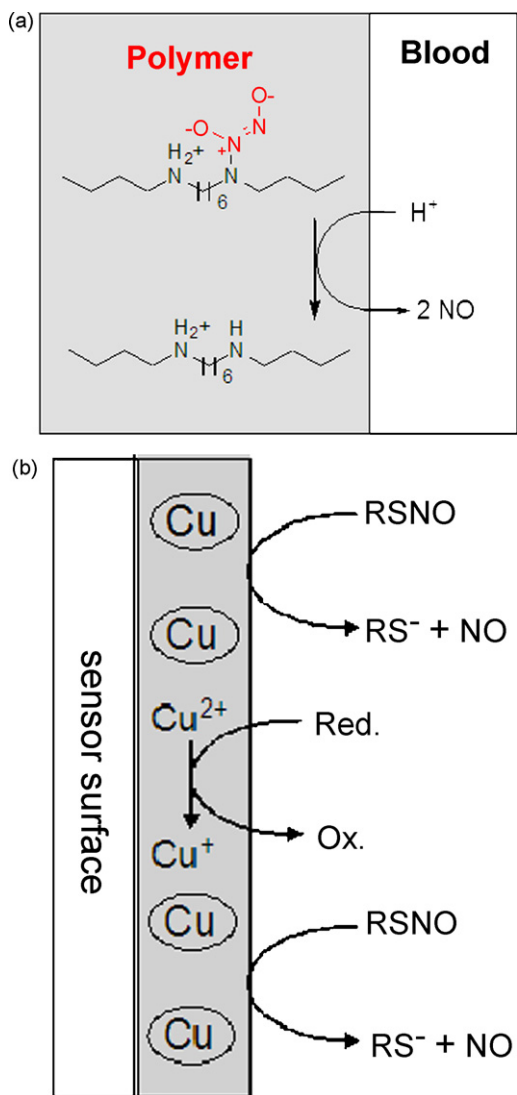 (a)
Polymer
Blood
O-
-O
N
+
N
H2+
N
N
6
H+
2 NO
H2+
N
H
N
6
(b)
sensor surface
Cu
RSNO
Cu
RS- + NO
Cu2+
Red.
Cu+
Ox.
Cu
RSNO
Cu
RS- + NO